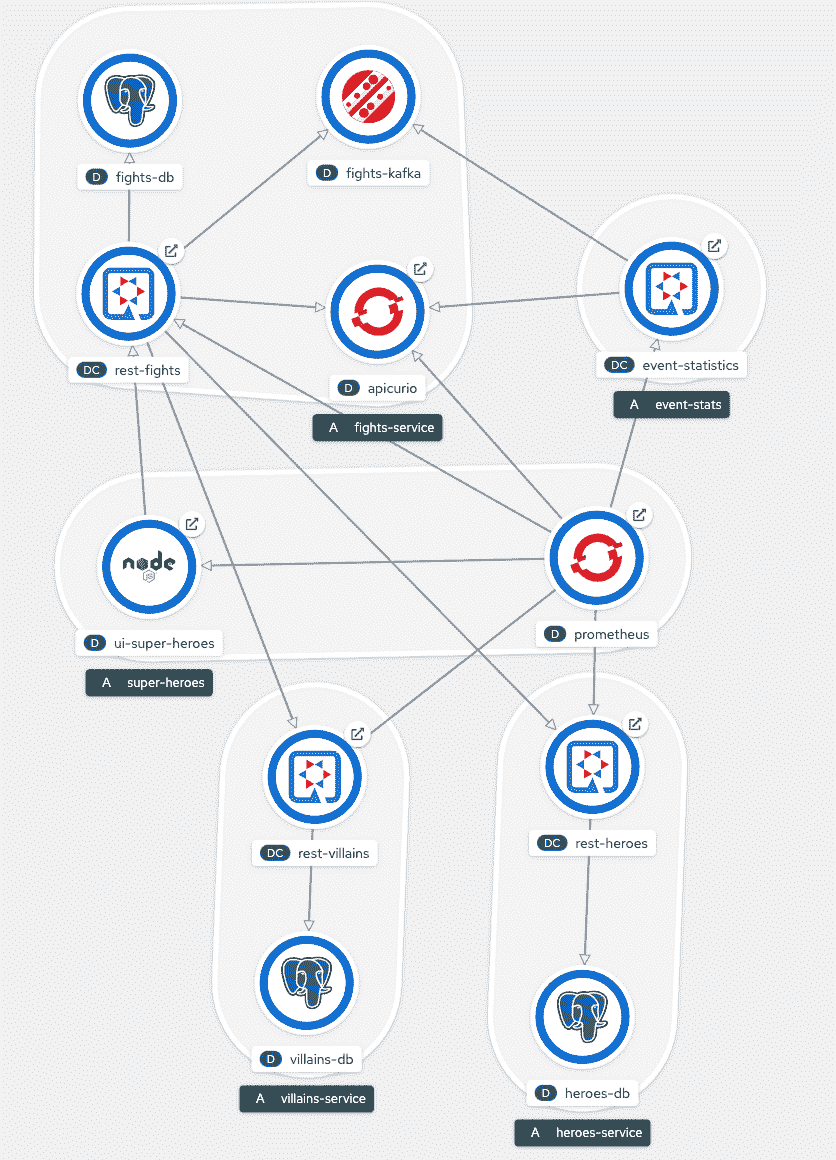 D fights-db
D fights-kafka
DC rest-fights
D apicurio
DC event-statistics
A event-stats
A fights-service
node
JS
D ui-super-heroes
D prometheus
A super-heroes
DC rest-villains
DC rest-heroes
D villains-db
A villains-service
D heroes-db
A heroes-service